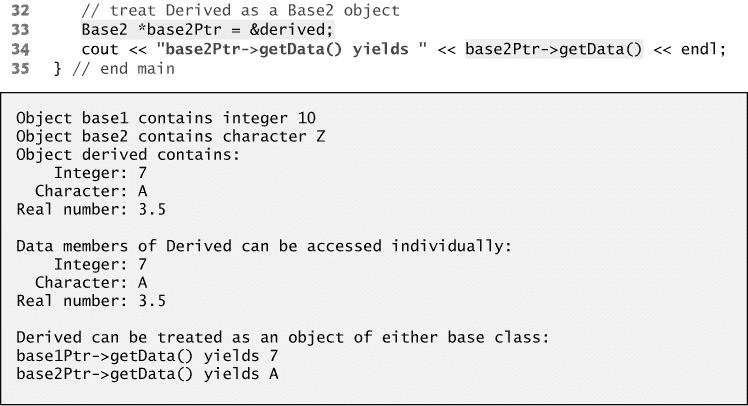 32 // treat Derived as a Base2 object
33 Base2 *base2Ptr = &derived;
34 cout << "base2Ptr->getData() yields " << base2Ptr->getData() << endl;
35 } // end main
Object base1 contains integer 10
Object base2 contains character Z
Object derived contains:
Integer: 7
Character: A
Real number: 3.5
Data members of Derived can be accessed individually:
Integer: 7
Character: A
Real number: 3.5
Derived can be treated as an object of either base class:
base1Ptr->getData() yields 7
base2Ptr->getData() yields A